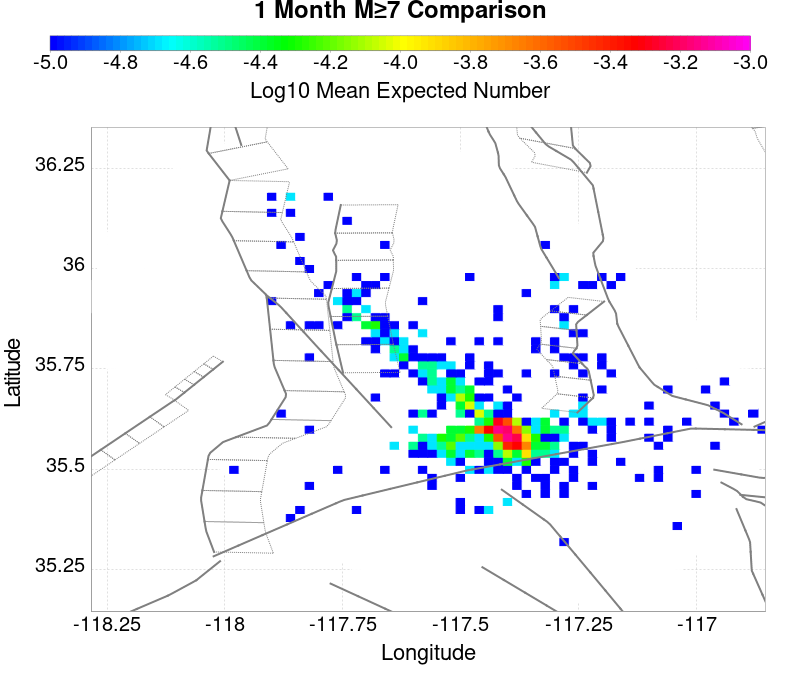 1 Month M≥7 Comparison
-5.0 -4.8 -4.6 -4.4 -4.2 -4.0 -3.8 -3.6 -3.4 -3.2 -3.0
Log10 Mean Expected Number
36.25
36
35.75
35.5
35.25
Latitude
-118.25 -118 -117.75 -117.5 -117.25 -117
Longitude